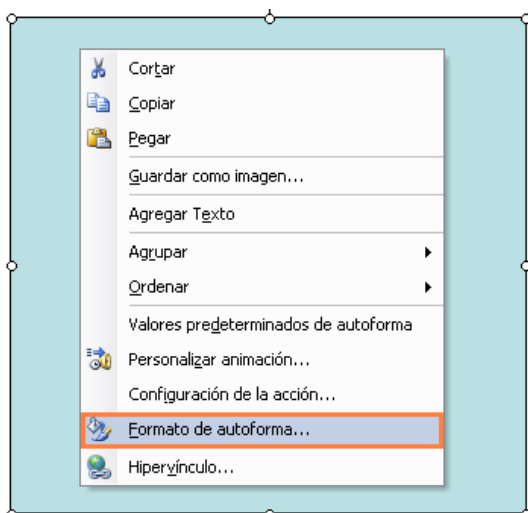 Cortar
Copiar
Pegar
Guardar como imagen...
Agregar Texto
Agrupar
Ordenar
Valores predeterminados de autoforma
Personalizar animación...
Configuración de la acción...
Formato de autoforma...
Hipervínculo...